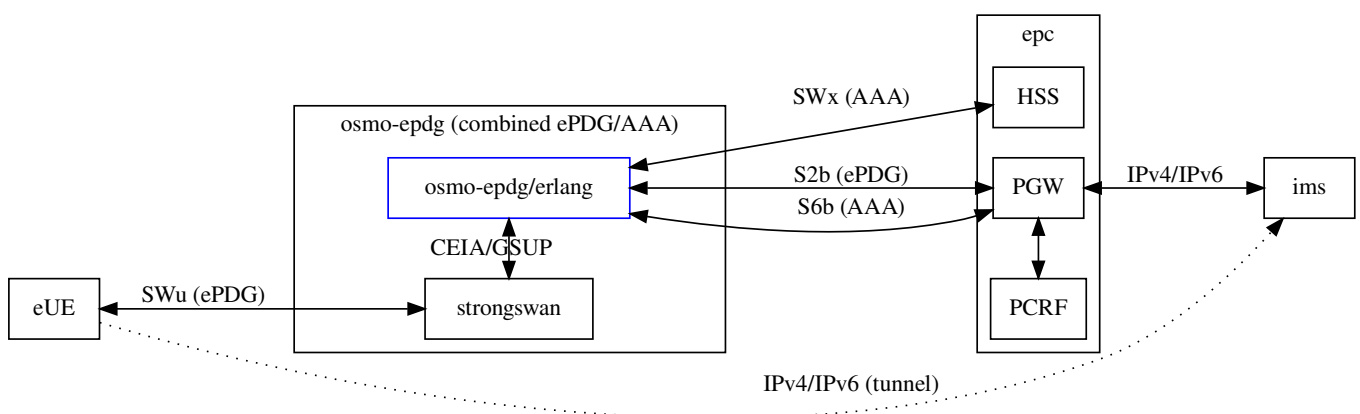 epc
HSS
SWx (AAA)
osmo-epdg (combined ePDG/AAA)
osmo-epdg/erlang
S2b (ePDG)
S6b (AAA)
PGW
IPv4/IPv6
ims
CEIA/GSUP
eUE
SWu (ePDG)
strongswan
PCRF
IPv4/IPv6 (tunnel)